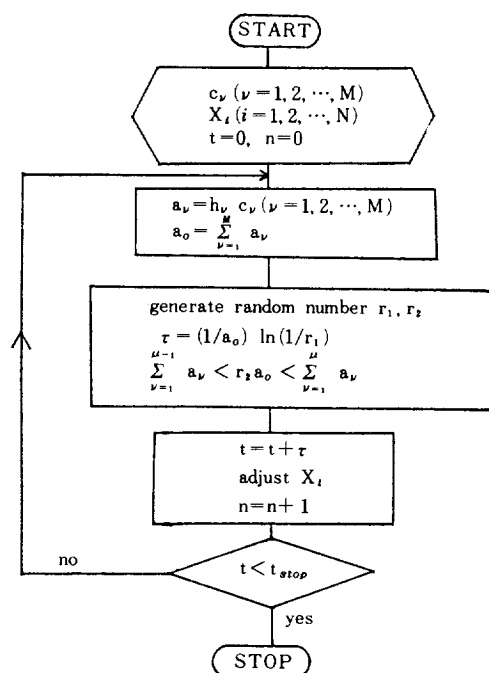 START
c_ν (ν=1, 2, ⋯, M)
X_i (i=1, 2, ⋯, N)
t=0, n=0
a_ν=h_ν c_ν (ν=1, 2, ⋯, M)
a_o= Σ_{ν=1}^{M} a_ν
generate random number r_1, r_2
τ=(1/a_o) ln(1/r_1)
Σ_{ν=1}^{μ-1} a_ν < r_2 a_o < Σ_{ν=1}^{μ} a_ν
t=t+τ
adjust X_i
n=n+1
no
t<t_stop
yes
STOP